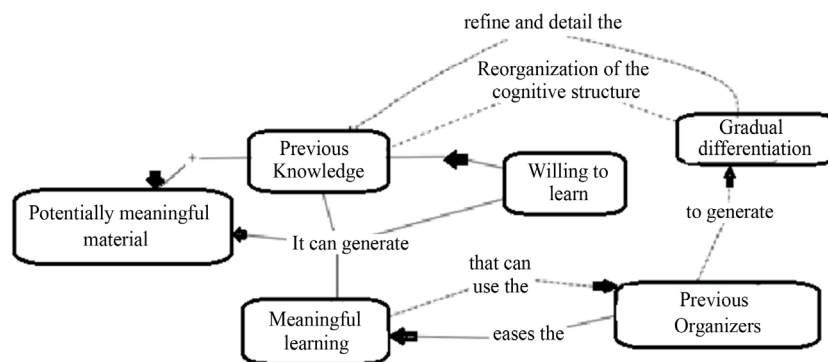 refine and detail the
Reorganization of the
cognitive structure
Gradual
differentiation
Previous
Knowledge
+
Willing to
learn
Potentially meaningful
material
It can generate
to generate
that can
use the
Previous
Organizers
Meaningful
learning
eases the